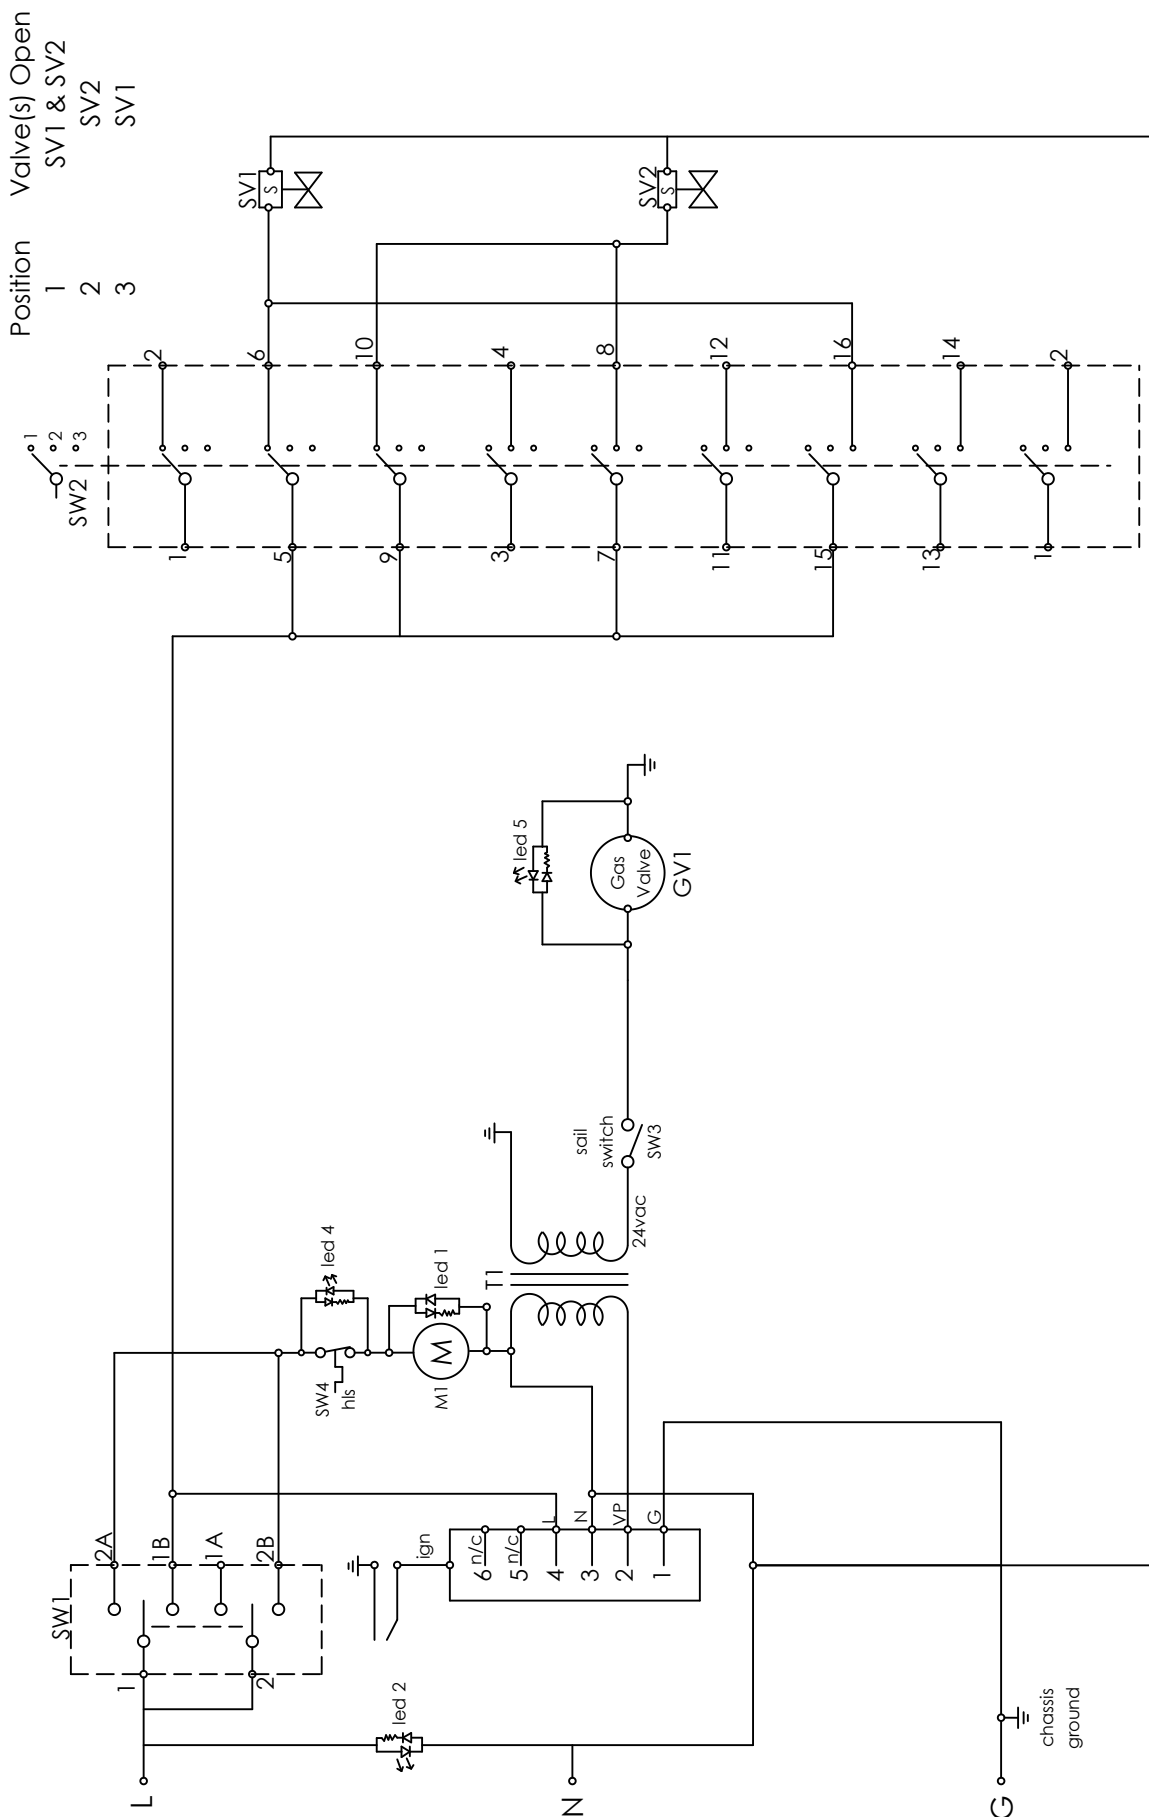 Position Valve(s) Open
1 SV1 & SV2
2 SV2
3 SV1
SW2
1
2
3
1
2
5
6
9
10
3
4
7
8
11
12
15
16
13
14
1
2
SV1
S
SV2
S
SW1
1
2
2A
1B
1A
2B
SW4
hls
led 4
M1
M
led 1
T1
24vac
sail
switch
SW3
led 5
Gas
Valve
GV1
ign
6 n/c
5 n/c
4 L
3 N
2 VP
1 G
led 2
L
N
G
chassis
ground